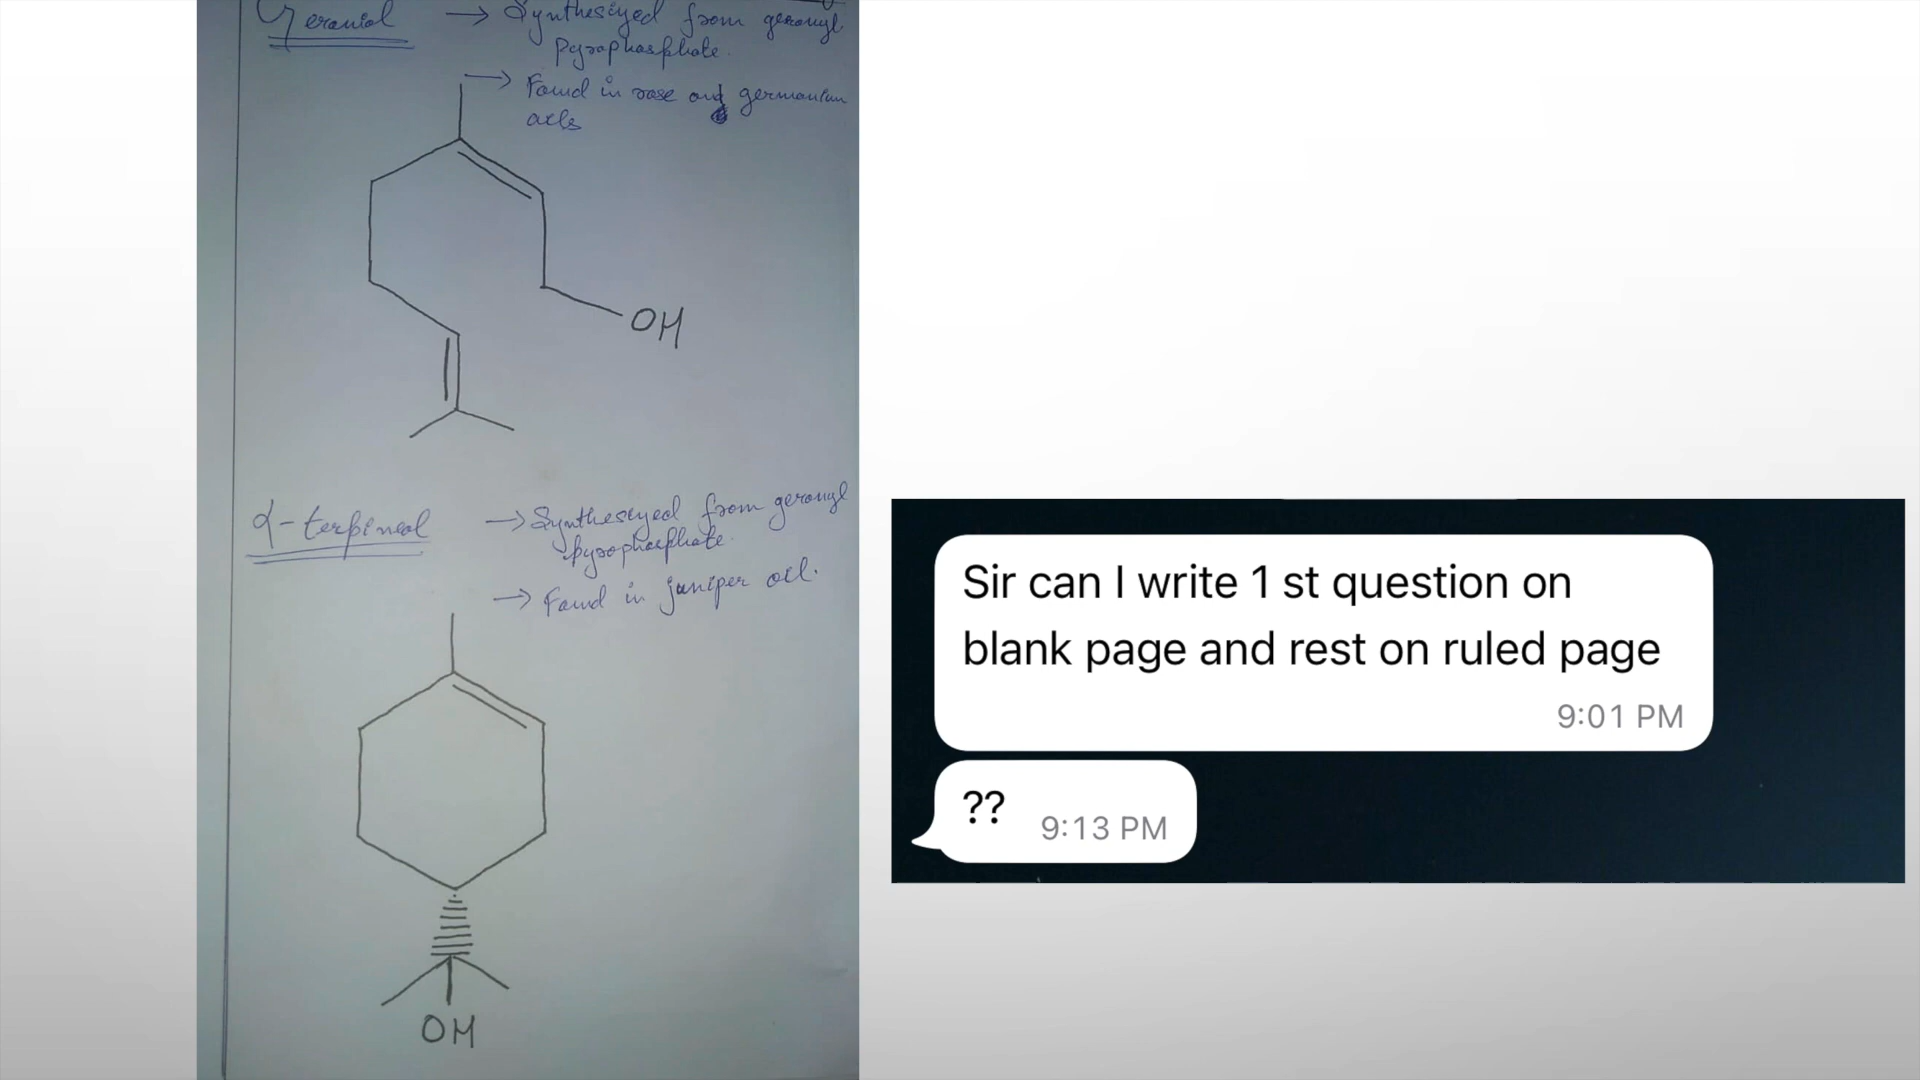 Geraniol → Synthesized from geranyl
pyrophosphate.
→ Found in rose and germanium
oils
OH
α-terpineol → Synthesized from geranyl
pyrophosphate.
→ Found in juniper oil.
OH
Sir can I write 1 st question on
blank page and rest on ruled page
9:01 PM
?? 9:13 PM